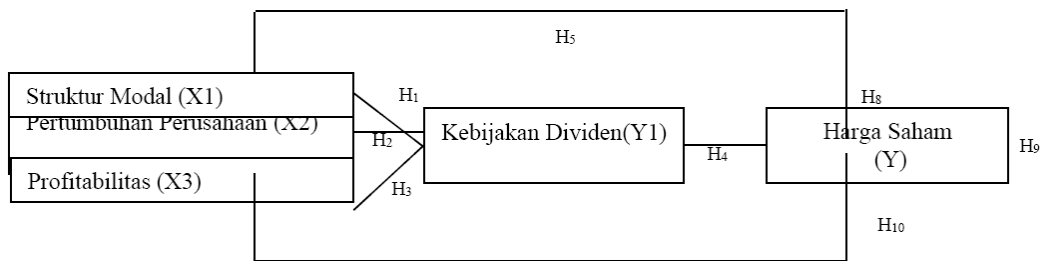 H5
Struktur Modal (X1)
H1
H8
Pertumbuhan Perusahaan (X2)
H2
Kebijakan Dividen(Y1)
H4
Harga Saham
(Y)
H9
Profitabilitas (X3)
H3
H10